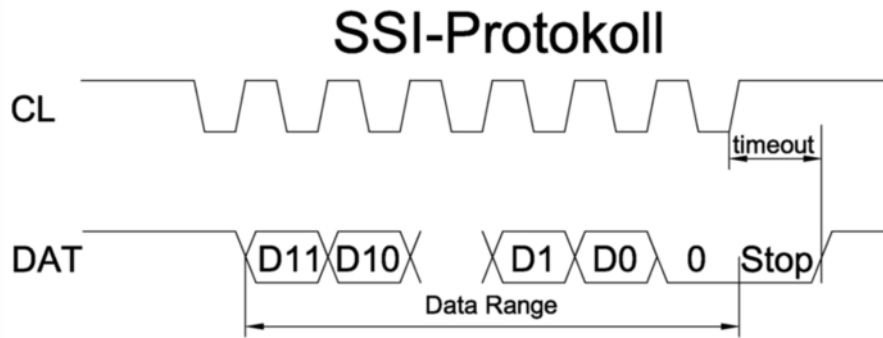 SSI-Protokoll
CL
timeout
DAT D11 D10 D1 D0 0 Stop
Data Range